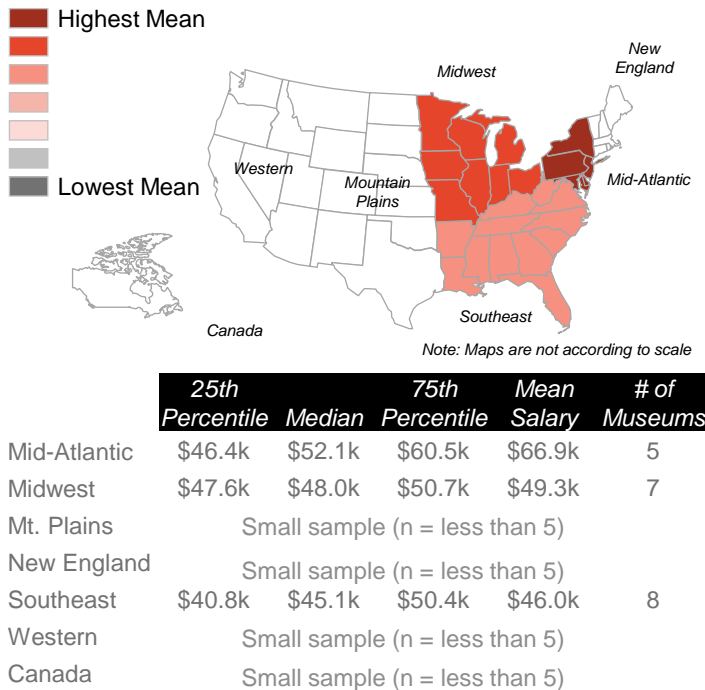 Highest Mean
Lowest Mean
New
England
Midwest
Western
Mountain
Plains
Mid-Atlantic
Southeast
Canada
Note: Maps are not according to scale
25th 75th Mean # of
Percentile Median Percentile Salary Museums
Mid-Atlantic $46.4k $52.1k $60.5k $66.9k 5
Midwest $47.6k $48.0k $50.7k $49.3k 7
Mt. Plains Small sample (n = less than 5)
New England Small sample (n = less than 5)
Southeast $40.8k $45.1k $50.4k $46.0k 8
Western Small sample (n = less than 5)
Canada Small sample (n = less than 5)